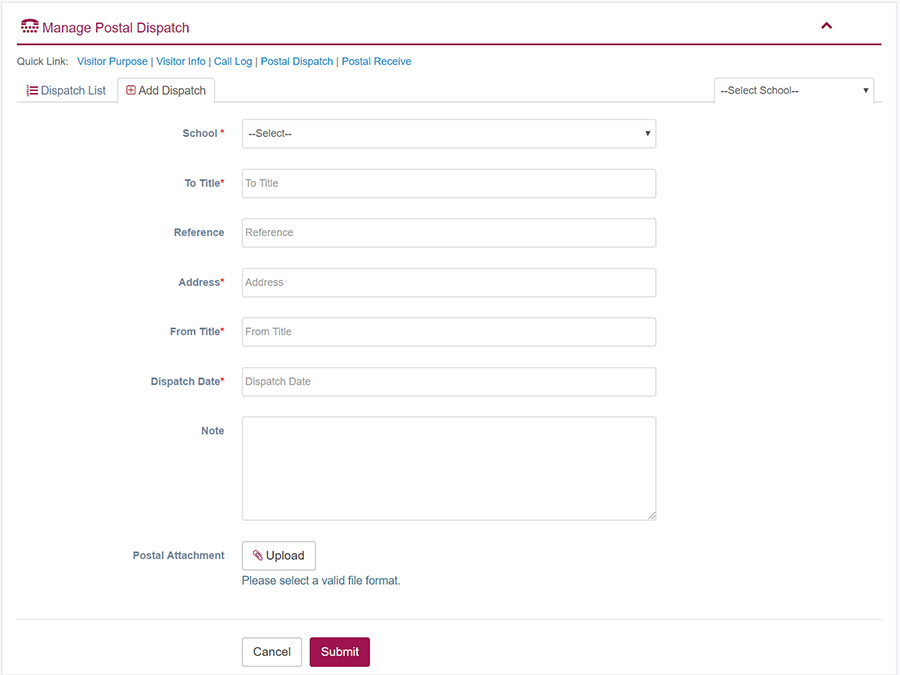 Manage Postal Dispatch
Quick Link: Visitor Purpose | Visitor Info | Call Log | Postal Dispatch | Postal Receive
Dispatch List Add Dispatch --Select School--
School * --Select--
To Title* To Title
Reference Reference
Address* Address
From Title* From Title
Dispatch Date* Dispatch Date
Note
Postal Attachment Upload
Please select a valid file format.
Cancel Submit